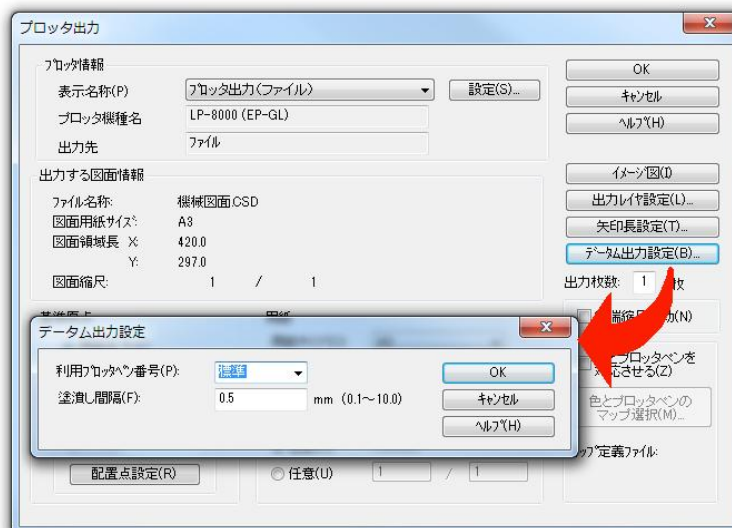 プロッタ出力
プロッタ情報
表示名称(P)
プロッタ出力(ファイル)
設定(S)...
プロッタ機種名
LP-8000 (EP-GL)
出力先
ファイル
OK
キャンセル
ヘルプ(H)
出力する図面情報
ファイル名称:
機械図面.CSD
図面用紙サイズ:
A3
図面領域長 X:
420.0
Y:
297.0
図面縮尺:
1 / 1
イメージ図(I)
出力レイヤ設定(L)...
矢印長設定(T)...
データム出力設定(B)...
出力枚数: 1 枚
データム出力設定
利用プロッタペン番号(P):
標準
塗潰し間隔(F):
0.5
mm (0.1～10.0)
OK
キャンセル
ヘルプ(H)
プロッタペンを
させる(Z)
色とプロッタペンの
マップ選択(M)...
プ定義ファイル:
配置点設定(R)
任意(U)
1 / 1